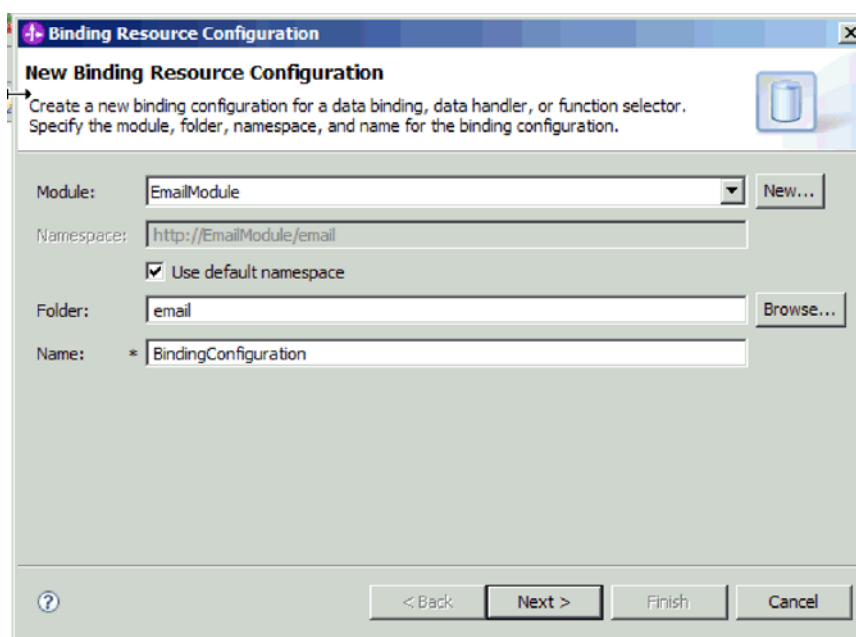 Binding Resource Configuration
New Binding Resource Configuration
Create a new binding configuration for a data binding, data handler, or function selector.
Specify the module, folder, namespace, and name for the binding configuration.
Module: EmailModule New...
Namespace: http://EmailModule/email
Use default namespace
Folder: email Browse...
Name: * BindingConfiguration
? < Back Next > Finish Cancel